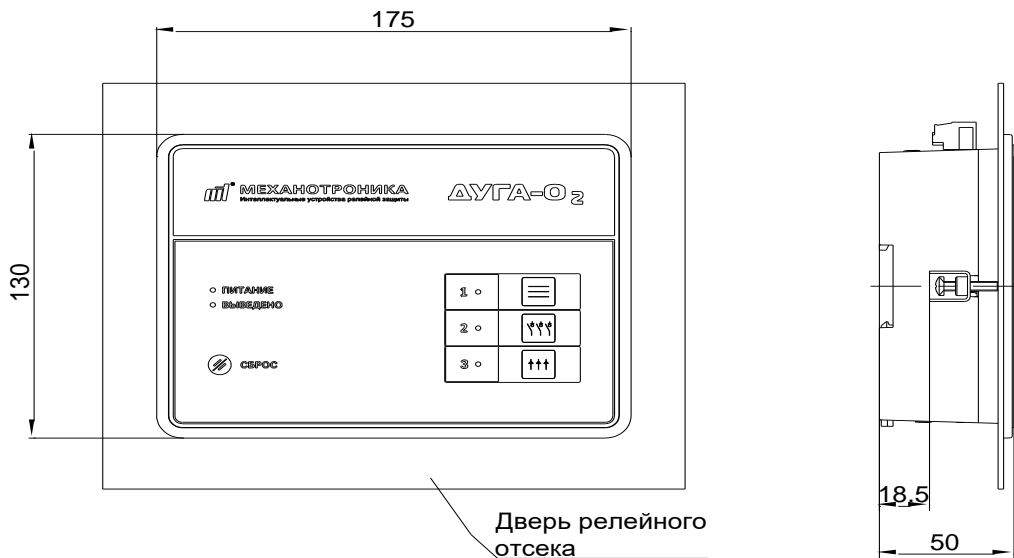 175
130
МЕХАНОТРОНИКА
Интеллектуальные устройства релейной защиты
ДУГА-О 2
ПИТАНИЕ
ВЫВЕДЕНО
СБРОС
1
2
3
18,5
50
Дверь релейного
отсека